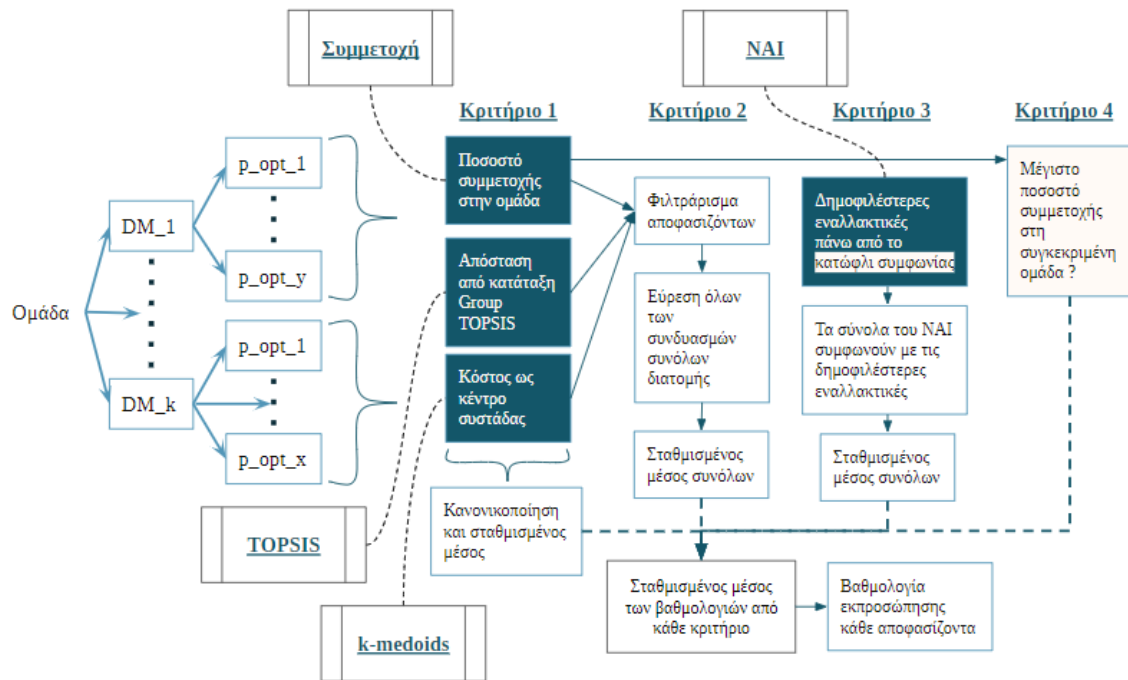 Συμμετοχή
NAI
Κριτήριο 1
Κριτήριο 2
Κριτήριο 3
Κριτήριο 4
Ομάδα
DM_1
DM_k
p_opt_1
p_opt_y
p_opt_1
p_opt_x
Ποσοστό
συμμετοχής
στην ομάδα
Απόσταση
από κατάταξη
Group
TOPSIS
Κόστος ως
κέντρο
συστάδας
Κανονικοποίηση
και σταθμισμένος
μέσος
Φιλτράρισμα
αποφασιζόντων
Εύρεση όλων
των
συνδυασμών
συνόλων
διατομής
Σταθμισμένος
μέσος συνόλων
Δημοφιλέστερες
εναλλακτικές
πάνω από το
κατώφλι συμφωνίας
Τα σύνολα του NAI
συμφωνούν με τις
δημοφιλέστερες
εναλλακτικές
Σταθμισμένος
μέσος συνόλων
Μέγιστο
ποσοστό
συμμετοχής
στη
συγκεκριμένη
ομάδα ?
TOPSIS
k-medoids
Σταθμισμένος μέσος
των βαθμολογιών από
κάθε κριτήριο
Βαθμολογία
εκπροσώπησης
κάθε αποφασίζοντα